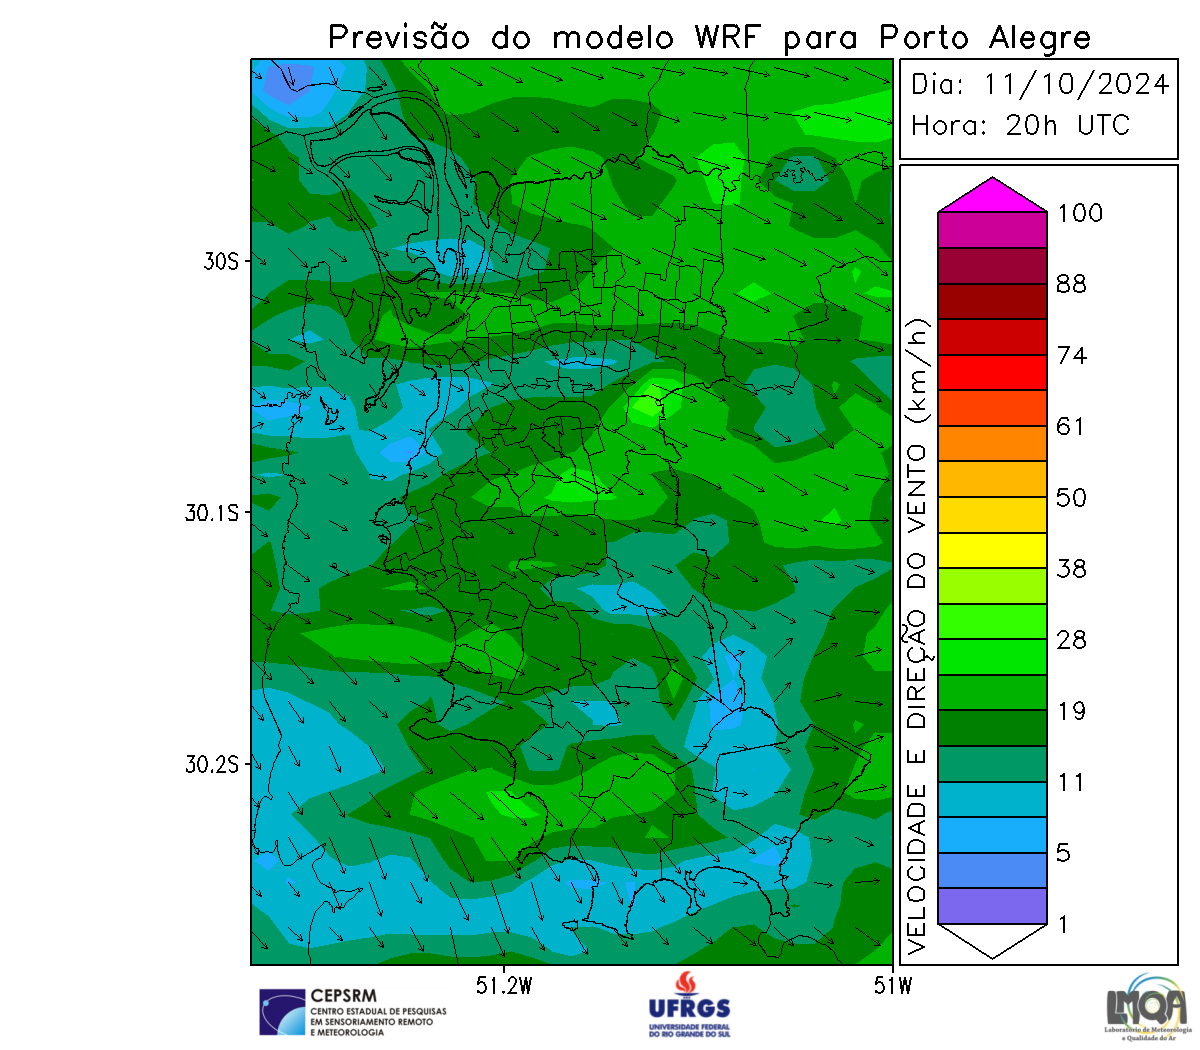 Previsão do modelo WRF para Porto Alegre
Dia: 11/10/2024
Hora: 20h UTC
VELOCIDADE E DIREÇÃO DO VENTO (km/h)
100
88
74
61
50
38
28
19
11
5
1
30S
30.1S
30.2S
51.2W
51W
CEPSRM
CENTRO ESTADUAL DE PESQUISAS
EM SENSORIAMENTO REMOTO
E METEOROLOGIA
UFRGS
UNIVERSIDADE FEDERAL
DO RIO GRANDE DO SUL
LMQA
Laboratório de Meteorologia
e Qualidade do Ar